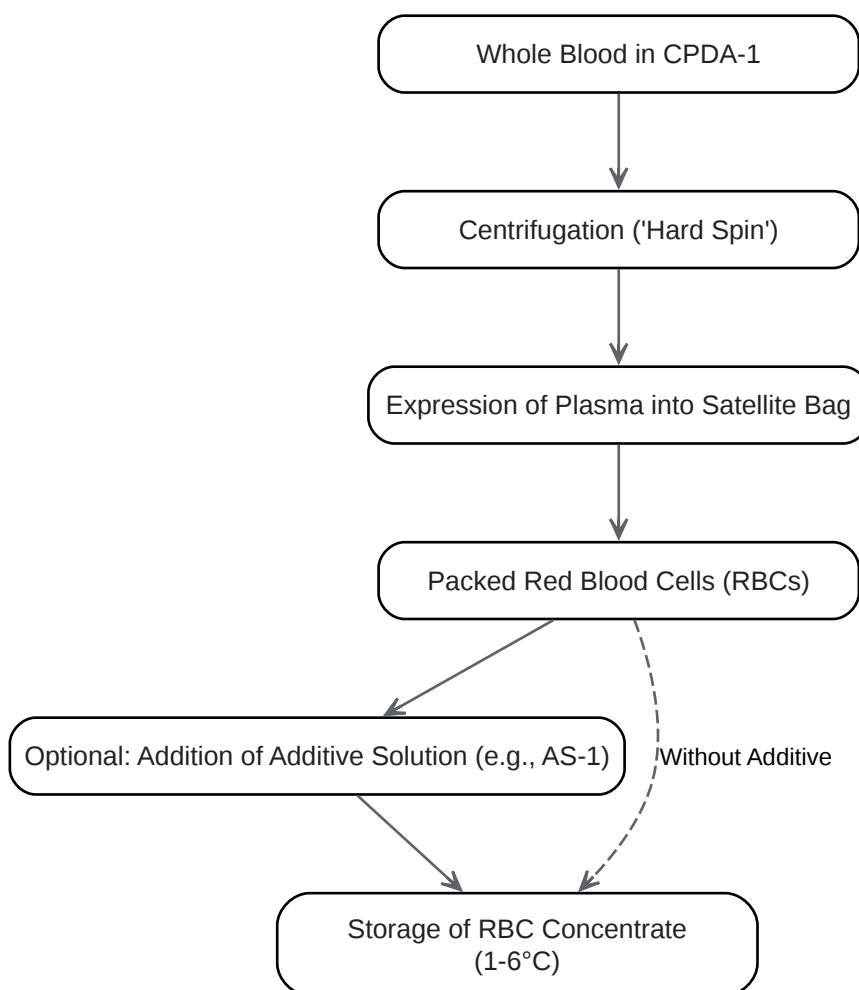 Whole Blood in CPDA-1
Centrifugation ('Hard Spin')
Expression of Plasma into Satellite Bag
Packed Red Blood Cells (RBCs)
Optional: Addition of Additive Solution (e.g., AS-1)
Without Additive
Storage of RBC Concentrate
(1-6°C)